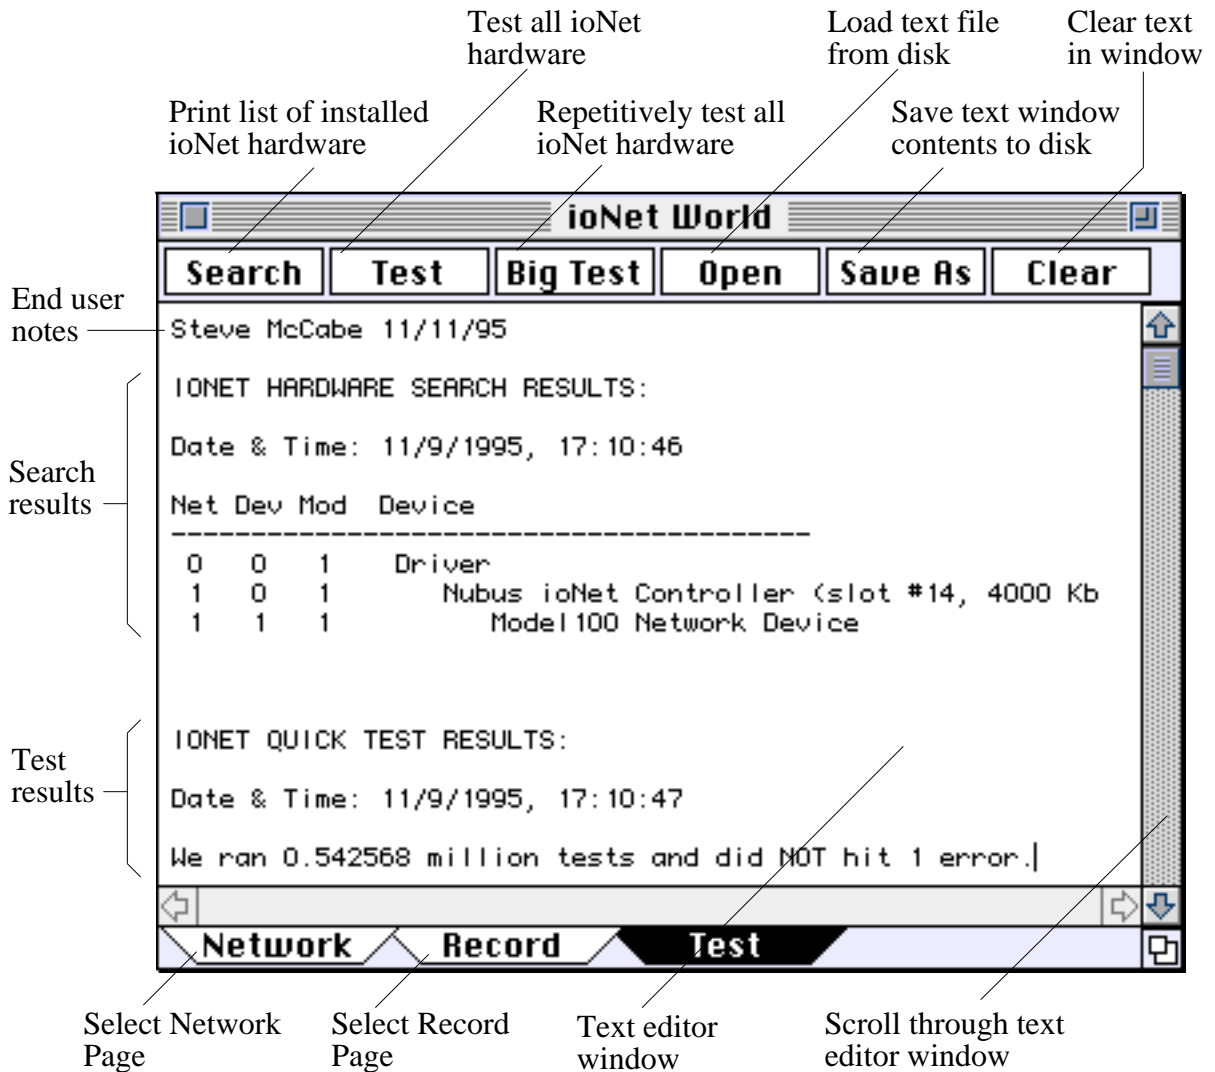 Test all ioNet
hardware
Load text file
from disk
Clear text
in window
Print list of installed
ioNet hardware
Repetitively test all
ioNet hardware
Save text window
contents to disk
ioNet World
Search Test Big Test Open Save As Clear
End user
notes
Steve McCabe 11/11/95
IONET HARDWARE SEARCH RESULTS:
Date & Time: 11/9/1995, 17:10:46
Search
results
Net Dev Mod Device
----------------------------------------
0 0 1 Driver
1 0 1 Nubus ioNet Controller (slot #14, 4000 Kb
1 1 1 Model100 Network Device
IONET QUICK TEST RESULTS:
Test
results
Date & Time: 11/9/1995, 17:10:47
We ran 0.542568 million tests and did NOT hit 1 error.
Network Record Test
Select Network
Page
Select Record
Page
Text editor
window
Scroll through text
editor window